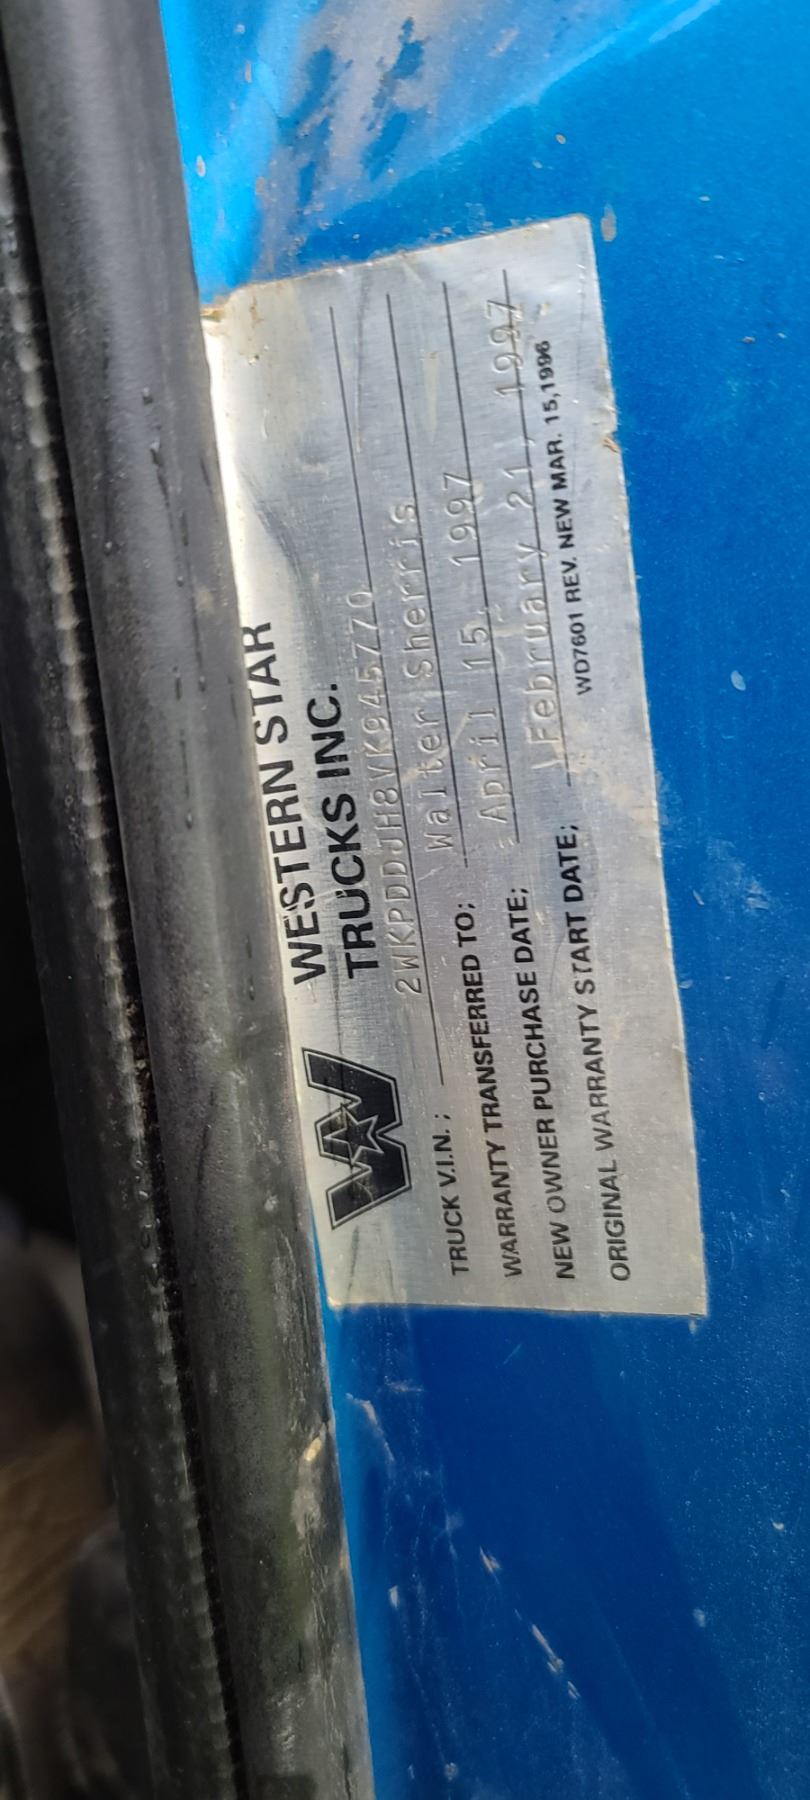 WESTERN STAR
TRUCKS INC.
TRUCK V.I.N. ; 2WKPDDJH8VK945770
WARRANTY TRANSFERRED TO; Walter Sherris
NEW OWNER PURCHASE DATE; April 15, 1997
ORIGINAL WARRANTY START DATE; February 21, 1997
WD7601 REV. NEW MAR. 15,1996